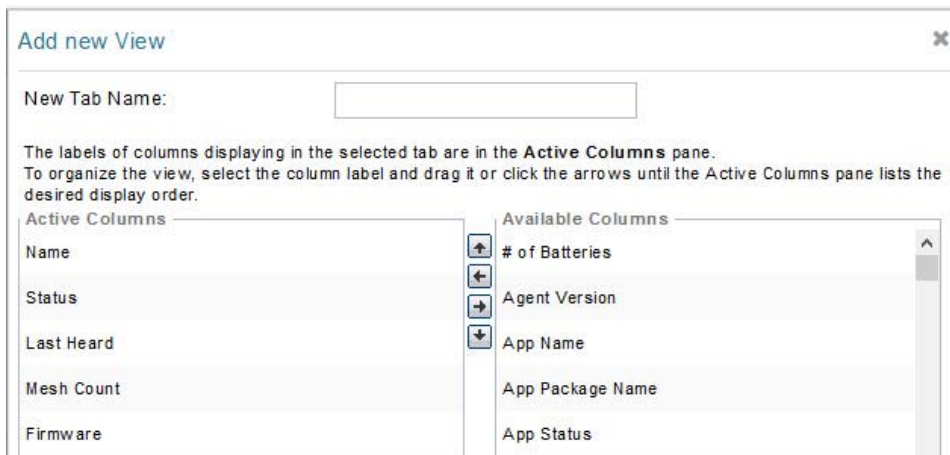 Add new View
New Tab Name:
The labels of columns displaying in the selected tab are in the Active Columns pane.
To organize the view, select the column label and drag it or click the arrows until the Active Columns pane lists the
desired display order.
Active Columns
Available Columns
Name
# of Batteries
Status
Agent Version
Last Heard
App Name
Mesh Count
App Package Name
Firmware
App Status